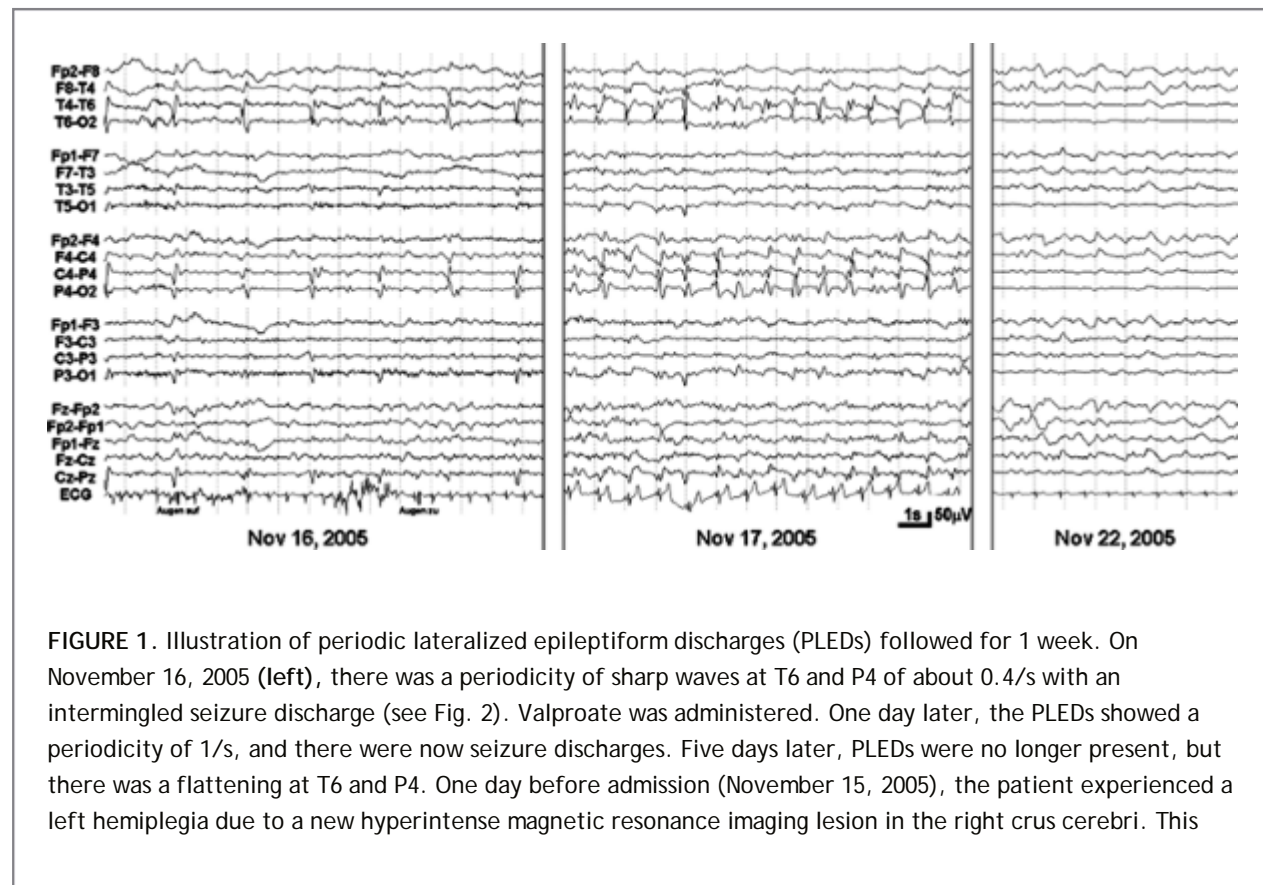 Fp2-F8
F8-T4
T4-T6
T6-O2
Fp1-F7
F7-T3
T3-T5
T5-O1
Fp2-F4
F4-C4
C4-P4
P4-O2
Fp1-F3
F3-C3
C3-P3
P3-O1
Fz-Fp2
Fp2-Fp1
Fp1-Fz
Fz-Cz
Cz-Pz
ECG
Augen auf Augen zu
1s 50µV
Nov 16, 2005 Nov 17, 2005 Nov 22, 2005
FIGURE 1. Illustration of periodic lateralized epileptiform discharges (PLEDs) followed for 1 week. On
November 16, 2005 (left), there was a periodicity of sharp waves at T6 and P4 of about 0.4/s with an
intermingled seizure discharge (see Fig. 2). Valproate was administered. One day later, the PLEDs showed a
periodicity of 1/s, and there were now seizure discharges. Five days later, PLEDs were no longer present, but
there was a flattening at T6 and P4. One day before admission (November 15, 2005), the patient experienced a
left hemiplegia due to a new hyperintense magnetic resonance imaging lesion in the right crus cerebri. This